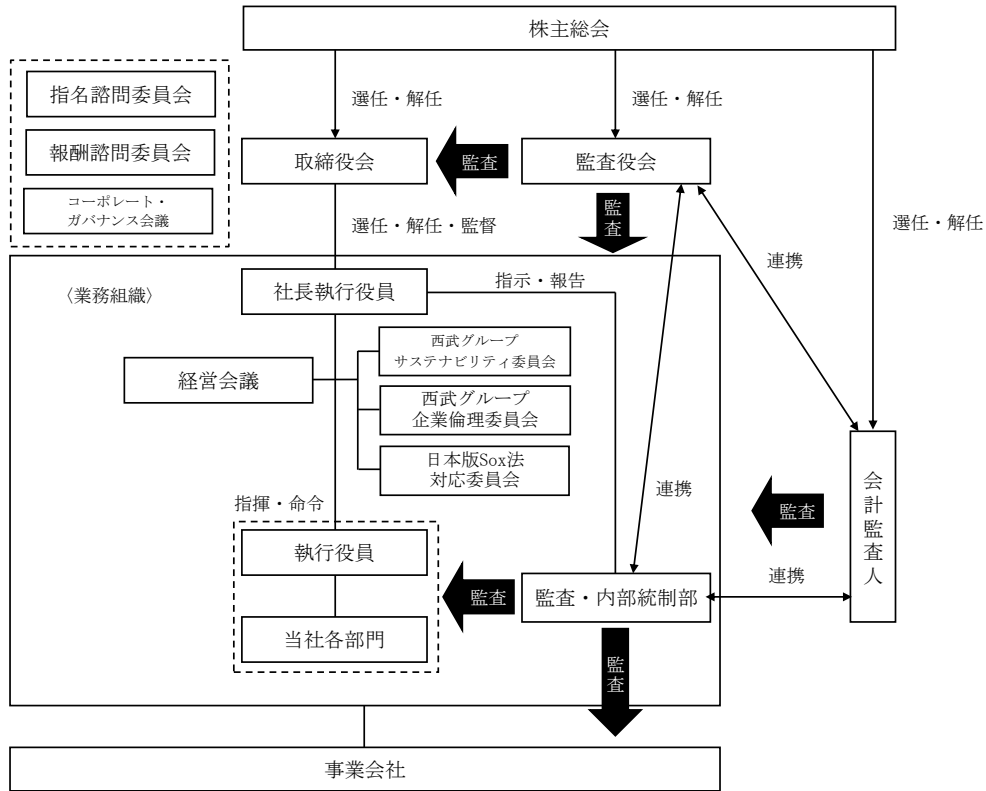 株主総会
指名諮問委員会
報酬諮問委員会
コーポレート・
ガバナンス会議
選任・解任
選任・解任
選任・解任
取締役会
監査
監査役会
選任・解任・監督
監査
連携
〈業務組織〉
社長執行役員
指示・報告
経営会議
西武グループ
サステナビリティ委員会
西武グループ
企業倫理委員会
日本版Sox法
対応委員会
連携
指揮・命令
執行役員
当社各部門
監査
監査・内部統制部
監査
連携
会計監査人
監査
事業会社